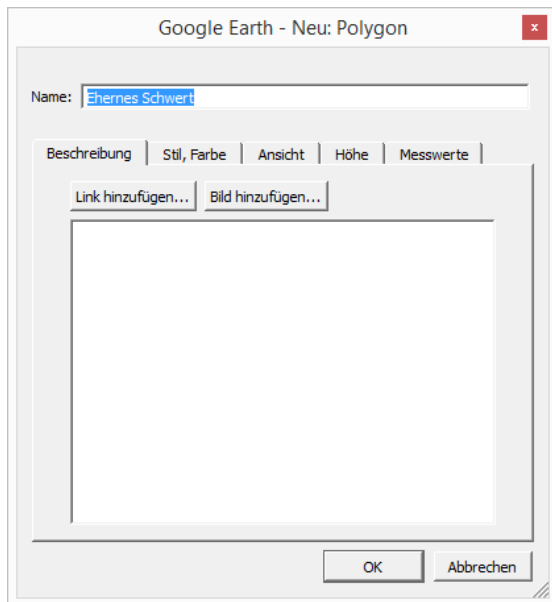 Google Earth - Neu: Polygon
x
Name: Ehernes Schwert
Beschreibung Stil, Farbe Ansicht Höhe Messwerte
Link hinzufügen... Bild hinzufügen...
OK Abbrechen